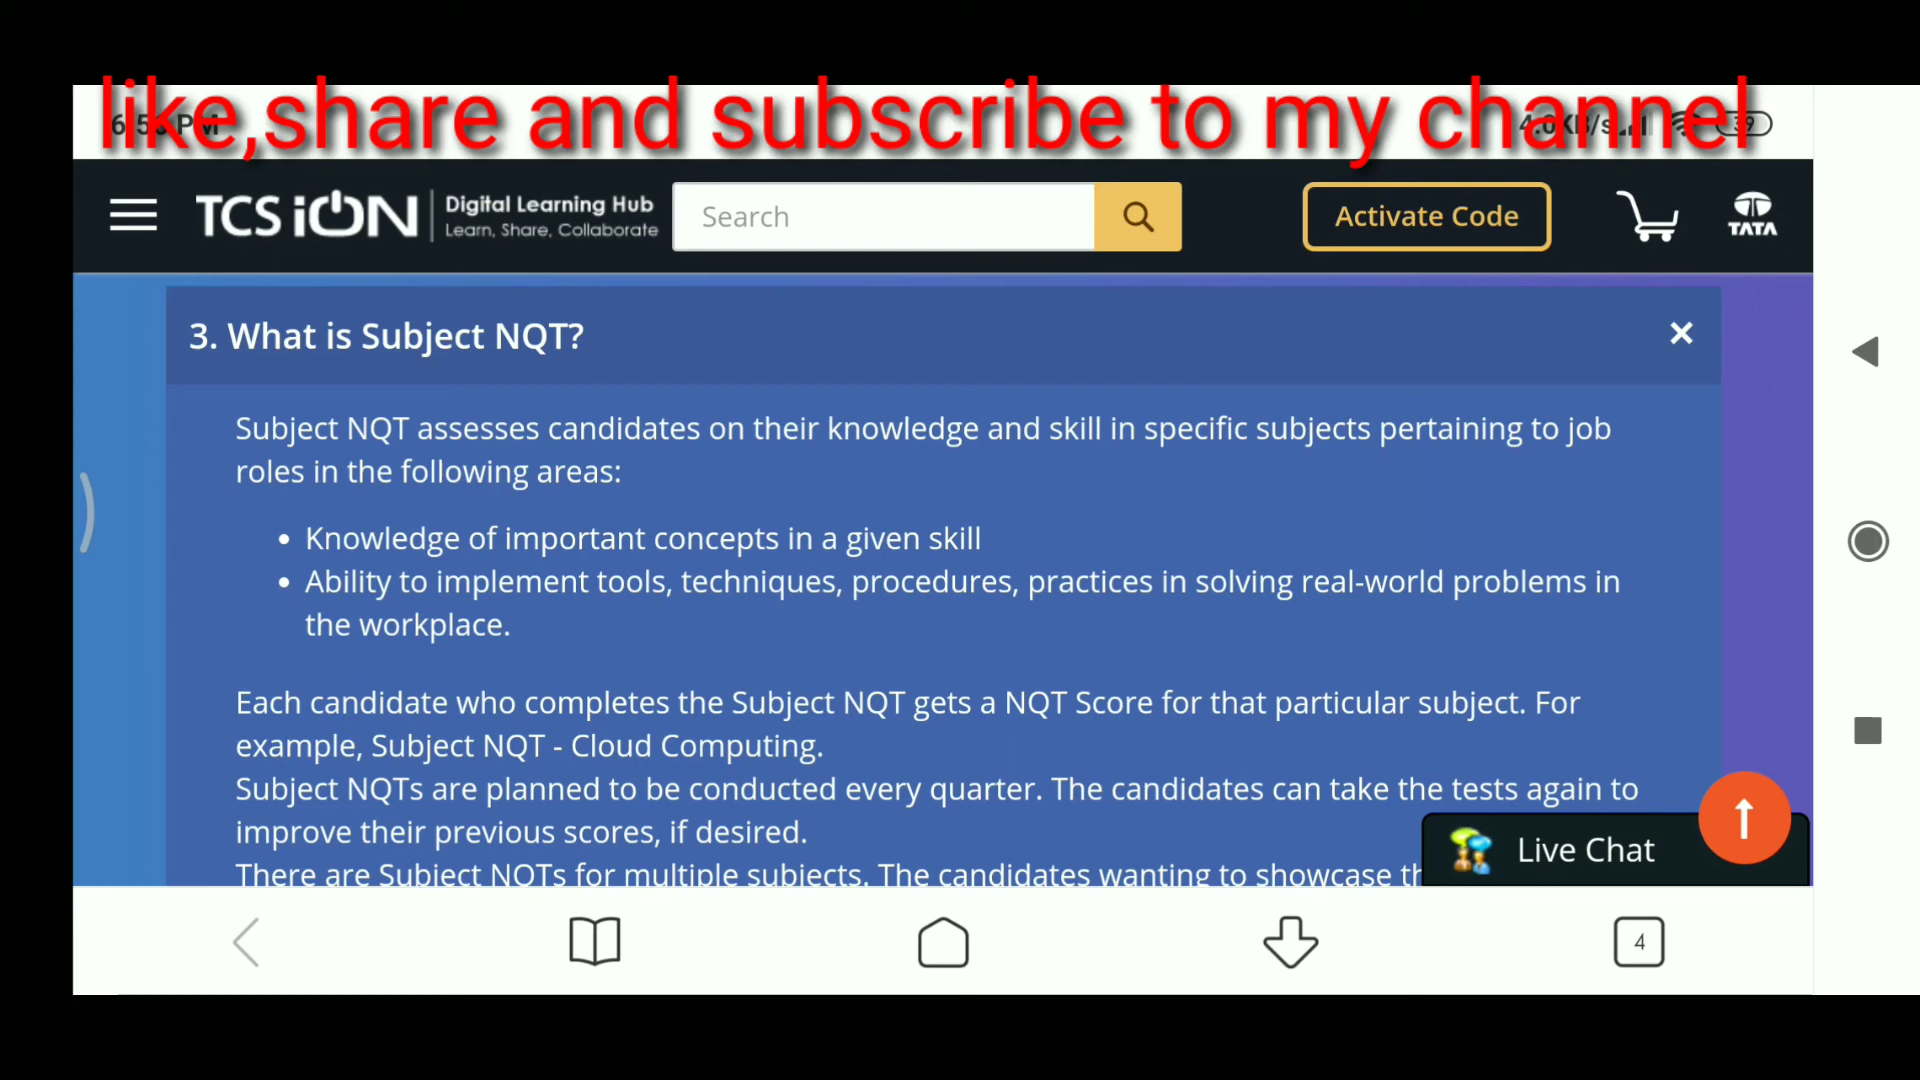 like,share and subscribe to my channel
TCS iON
Digital Learning Hub
Learn, Share, Collaborate
Search
Activate Code
TATA
3. What is Subject NQT?
Subject NQT assesses candidates on their knowledge and skill in specific subjects pertaining to job
roles in the following areas:
• Knowledge of important concepts in a given skill
• Ability to implement tools, techniques, procedures, practices in solving real-world problems in
the workplace.
Each candidate who completes the Subject NQT gets a NQT Score for that particular subject. For
example, Subject NQT - Cloud Computing.
Subject NQTs are planned to be conducted every quarter. The candidates can take the tests again to
improve their previous scores, if desired.
There are Subject NQTs for multiple subjects. The candidates wanting to showcase
Live Chat
4